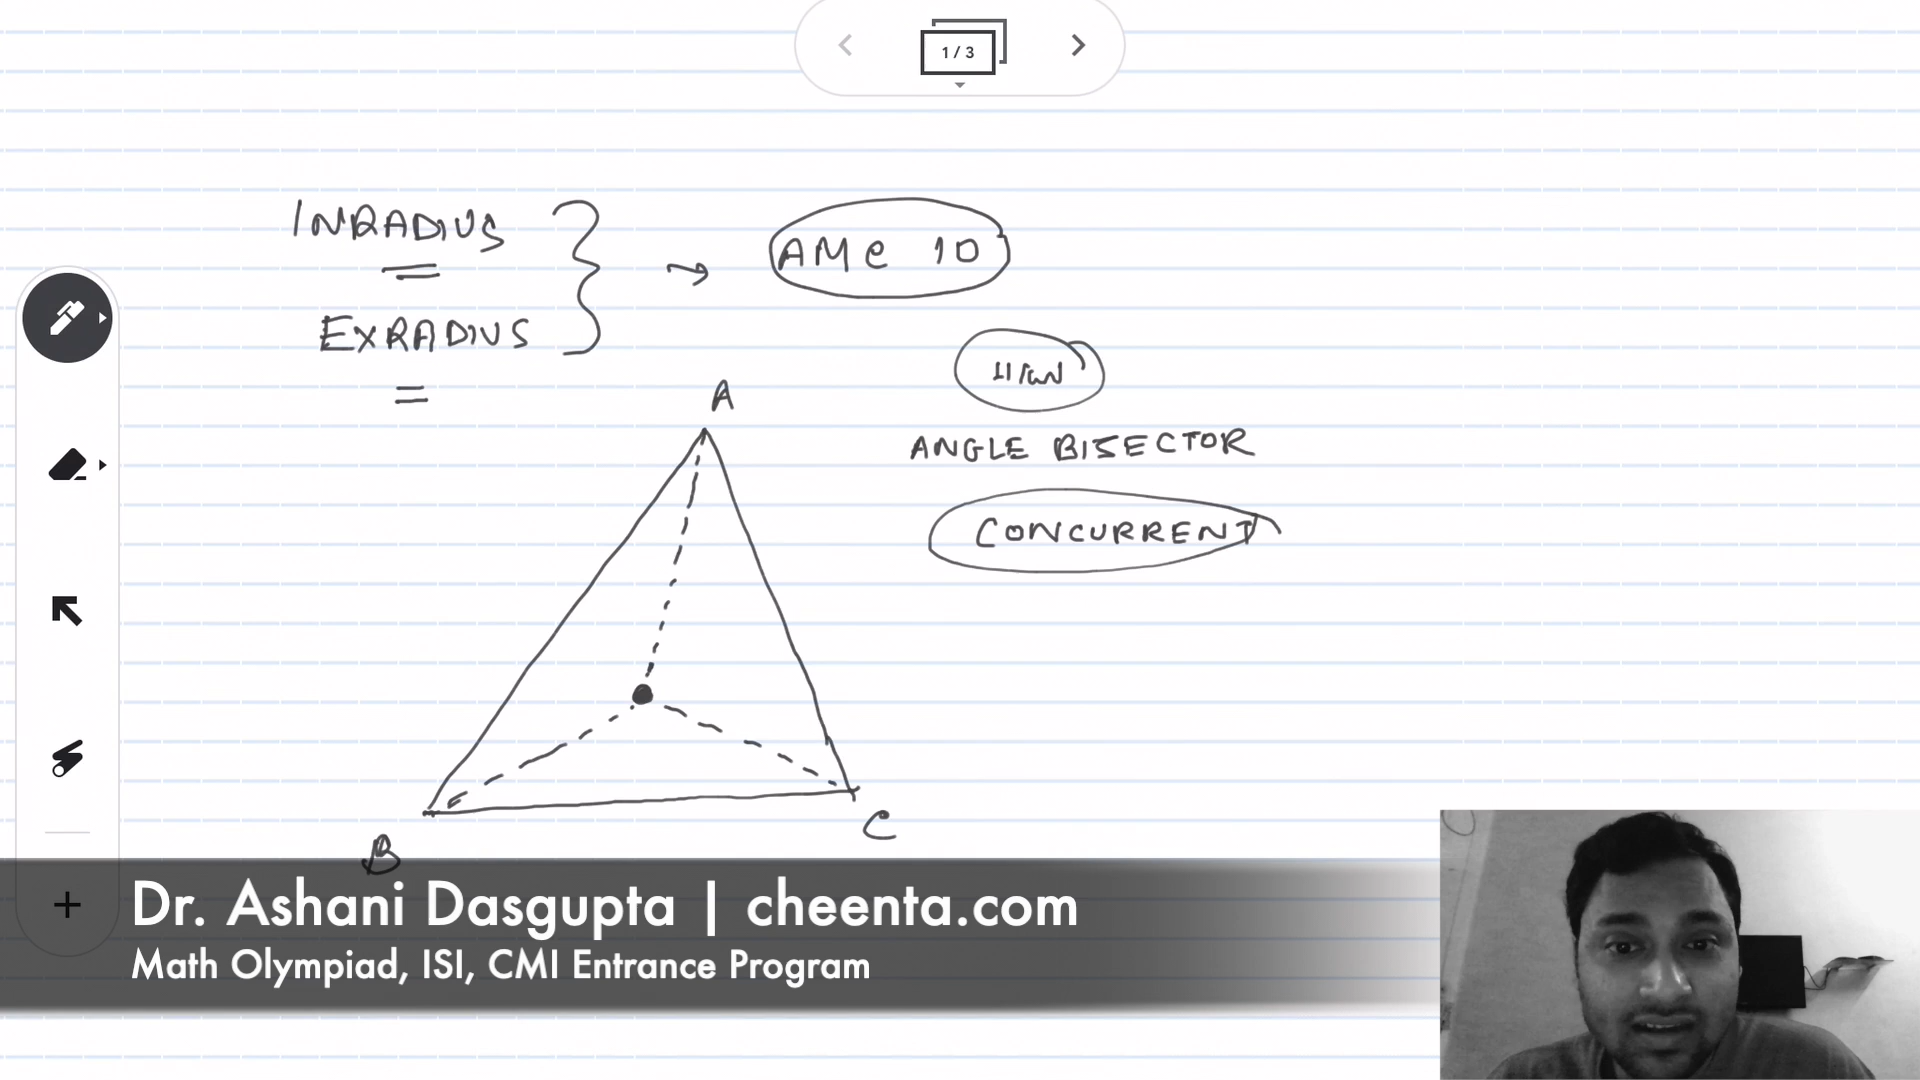 1 / 3
INRADIUS
EXRADIUS
AMC 10
H/W
ANGLE BISECTOR
CONCURRENT
A
B
C
Dr. Ashani Dasgupta | cheenta.com
Math Olympiad, ISI, CMI Entrance Program